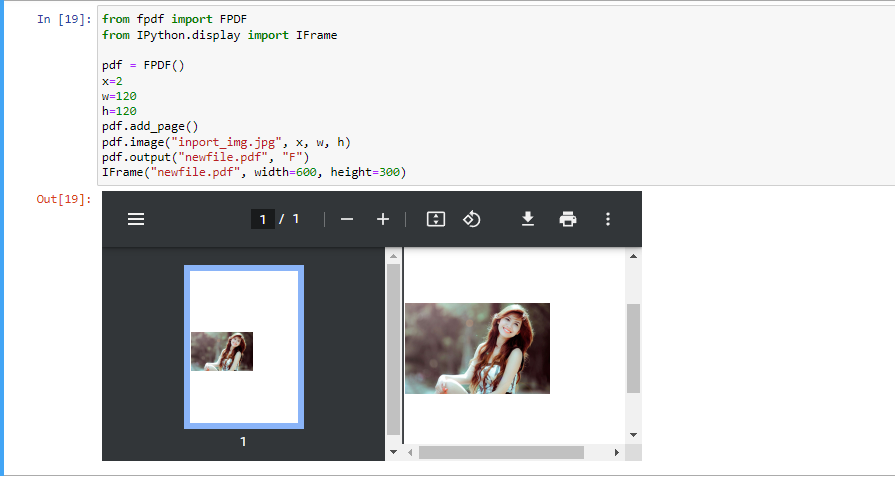 In [19]: from fpdf import FPDF
from IPython.display import IFrame
pdf = FPDF()
x=2
w=120
h=120
pdf.add_page()
pdf.image("inport_img.jpg", x, w, h)
pdf.output("newfile.pdf", "F")
IFrame("newfile.pdf", width=600, height=300)
Out[19]:
1 / 1
1